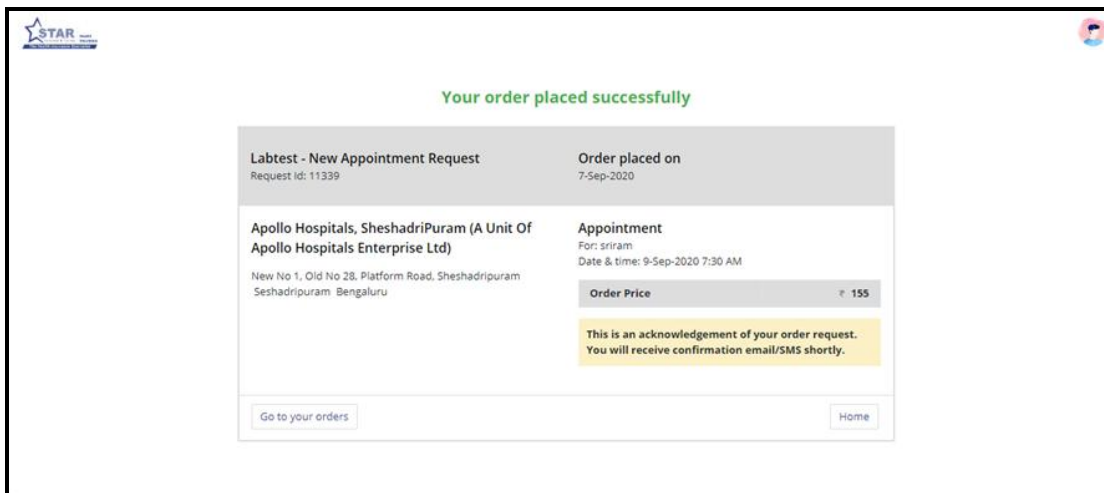 STAR
Your order placed successfully
Labtest - New Appointment Request
Request Id: 11339
Order placed on
7-Sep-2020
Apollo Hospitals, SheshadriPuram (A Unit Of
Apollo Hospitals Enterprise Ltd)
New No 1, Old No 28, Platform Road, Sheshadripuram
Seshadripuram Bengaluru
Appointment
For: sriram
Date & time: 9-Sep-2020 7:30 AM
Order Price ₹ 155
This is an acknowledgement of your order request.
You will receive confirmation email/SMS shortly.
Go to your orders
Home